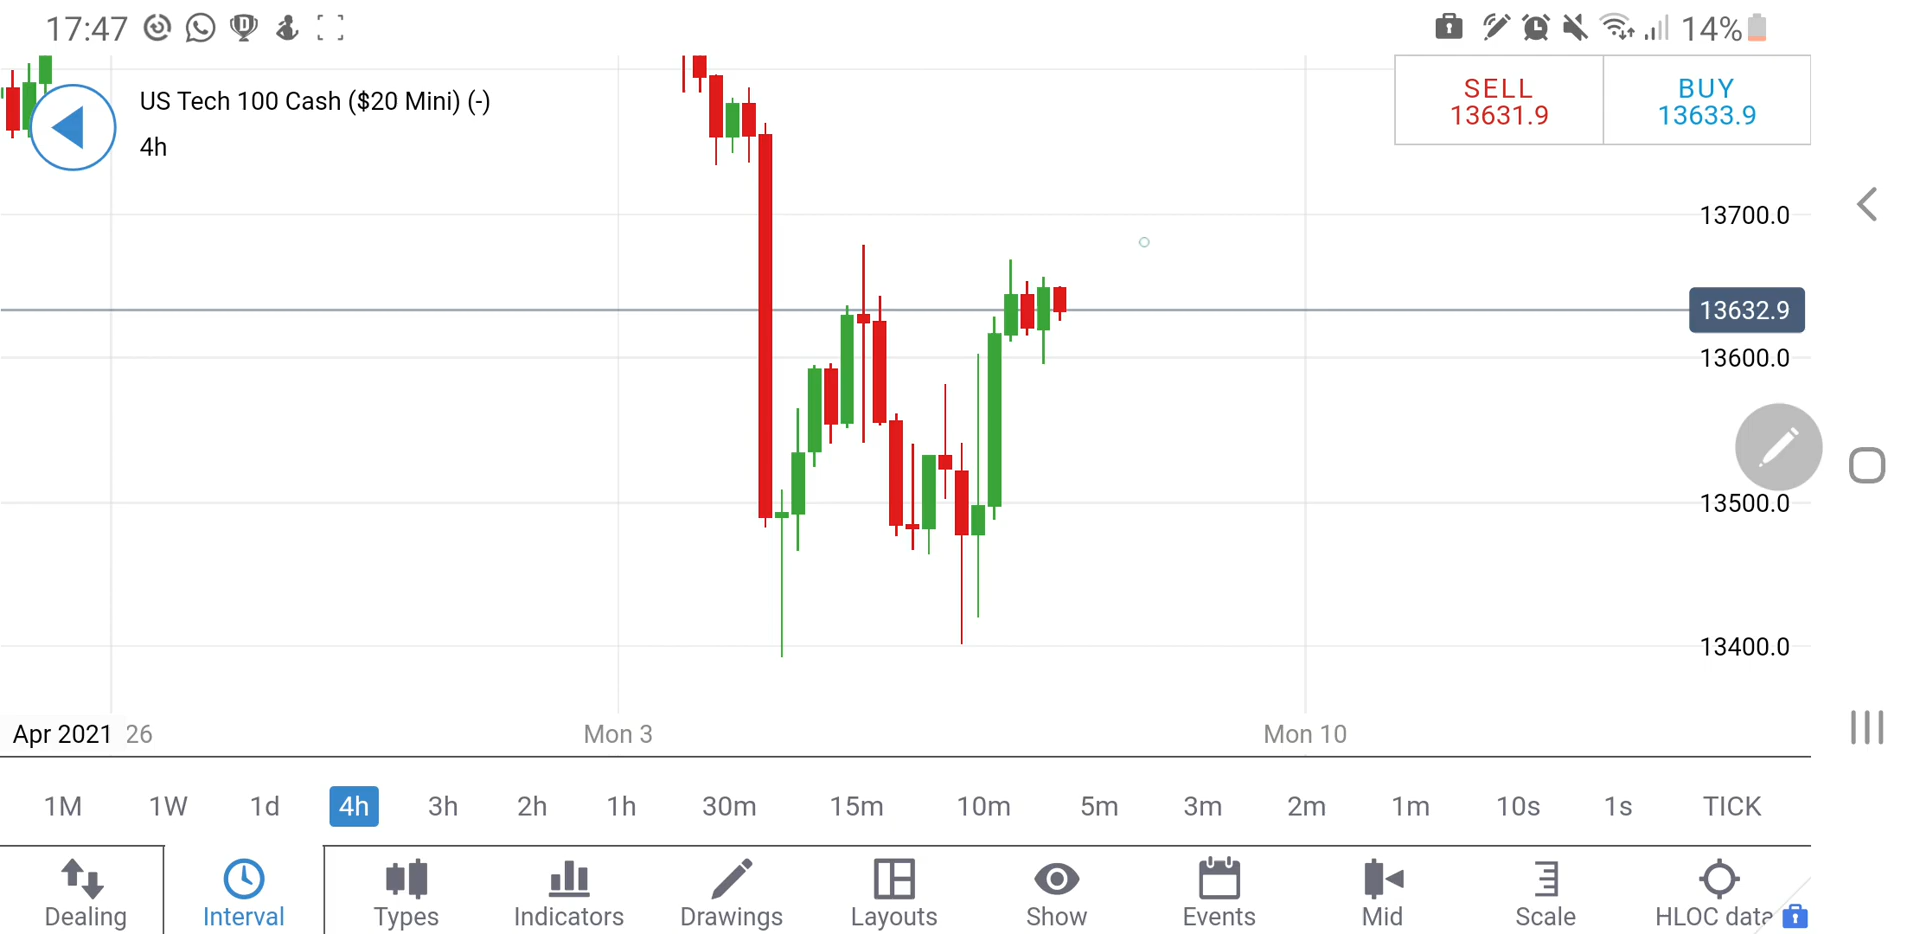 17:47
14%
US Tech 100 Cash ($20 Mini) (-)
4h
SELL
13631.9
BUY
13633.9
13700.0
13632.9
13600.0
13500.0
13400.0
Apr 2021 26 Mon 3 Mon 10
1M 1W 1d 4h 3h 2h 1h 30m 15m 10m 5m 3m 2m 1m 10s 1s TICK
Dealing Interval Types Indicators Drawings Layouts Show Events Mid Scale HLOC data